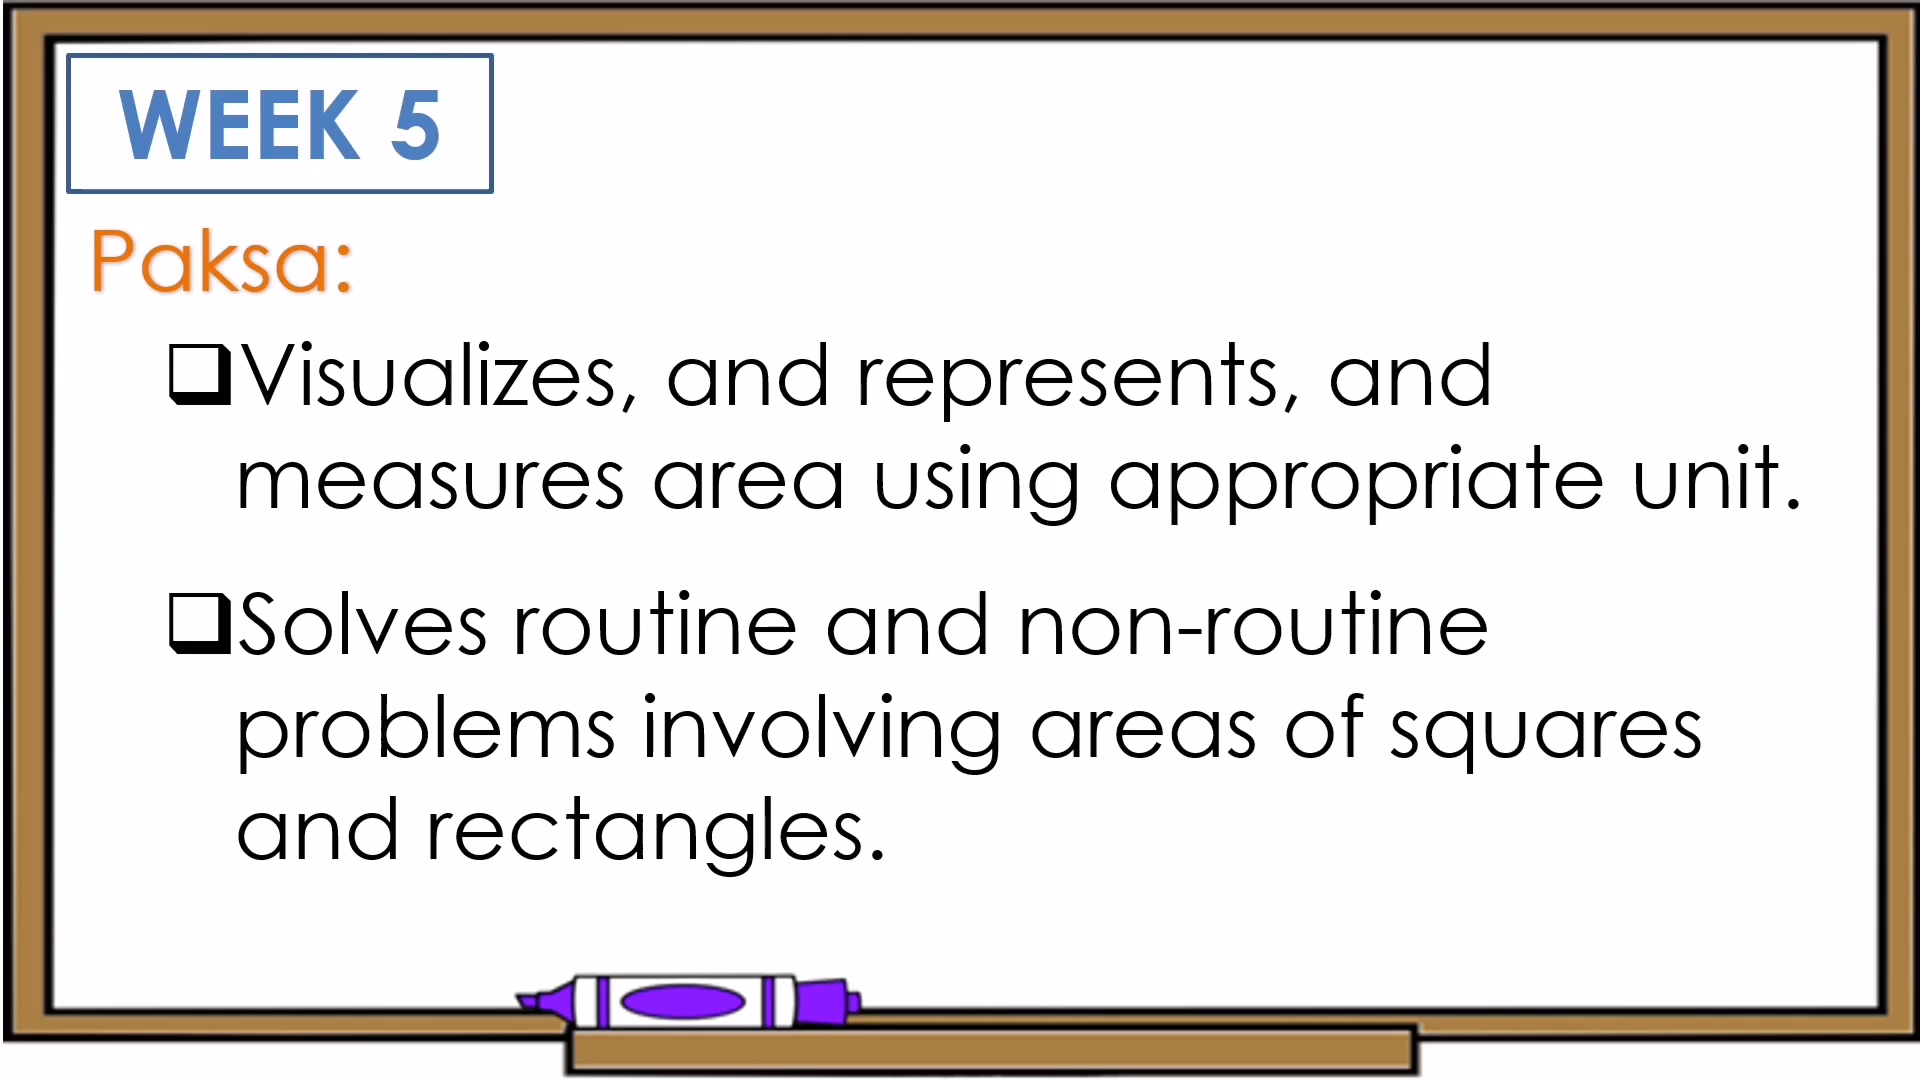 WEEK 5
Paksa:
❑Visualizes, and represents, and
measures area using appropriate unit.
❑Solves routine and non-routine
problems involving areas of squares
and rectangles.